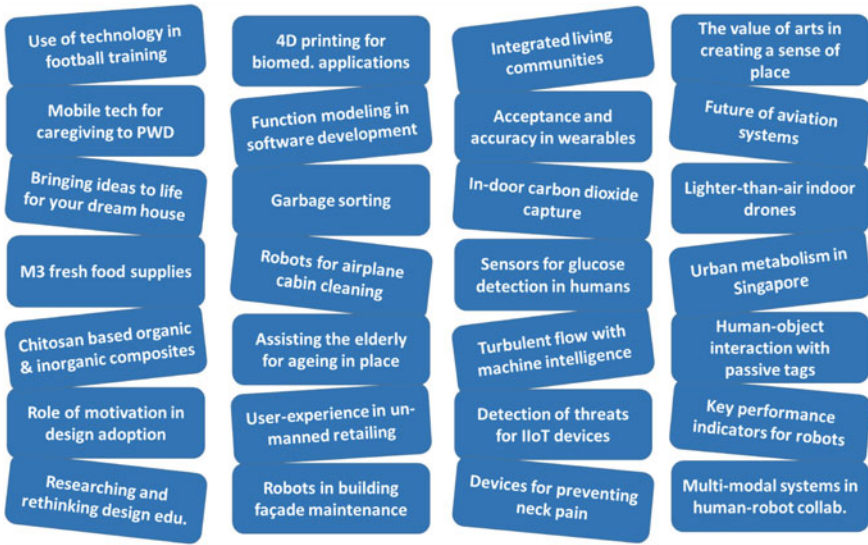 Use of technology in
football training
Mobile tech for
caregiving to PWD
Bringing ideas to life
for your dream house
M3 fresh food supplies
Chitosan based organic
& inorganic composites
Role of motivation in
design adoption
Researching and
rethinking design edu.
4D printing for
biomed. applications
Function modeling in
software development
Garbage sorting
Robots for airplane
cabin cleaning
Assisting the elderly
for ageing in place
User-experience in un-
manned retailing
Robots in building
façade maintenance
Integrated living
communities
Acceptance and
accuracy in wearables
In-door carbon dioxide
capture
Sensors for glucose
detection in humans
Turbulent flow with
machine intelligence
Detection of threats
for IIoT devices
Devices for preventing
neck pain
The value of arts in
creating a sense of
place
Future of aviation
systems
Lighter-than-air indoor
drones
Urban metabolism in
Singapore
Human-object
interaction with
passive tags
Key performance
indicators for robots
Multi-modal systems in
human-robot collab.